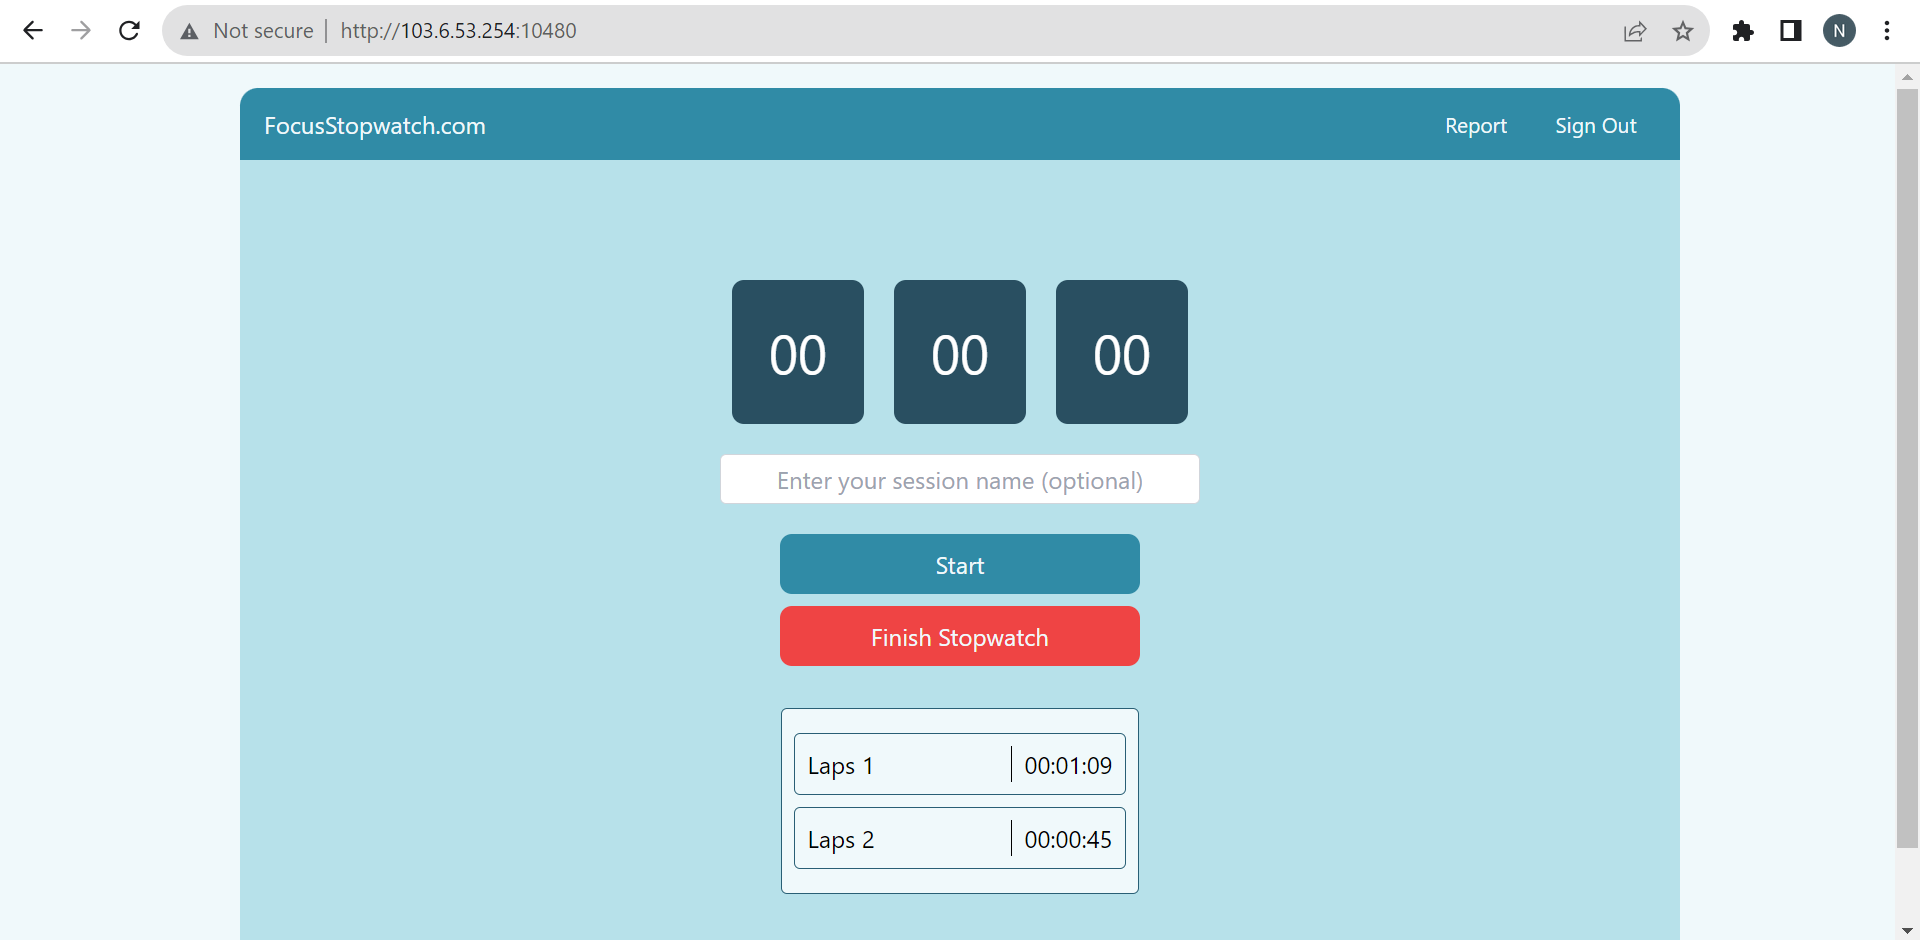 Not secure | http://103.6.53.254:10480
N
FocusStopwatch.com
Report
Sign Out
00 00 00
Enter your session name (optional)
Start
Finish Stopwatch
Laps 1 00:01:09
Laps 2 00:00:45